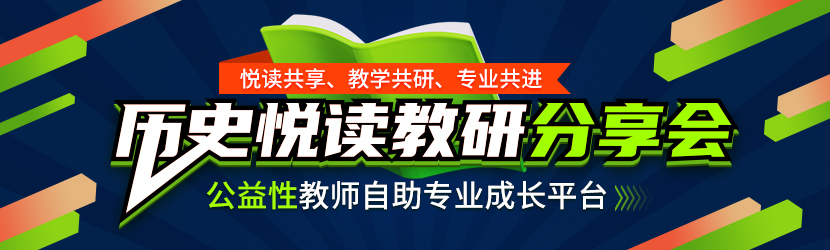 悦读共享、教学共研、专业共进
历史悦读教研分享会
公益性教师自助专业成长平台